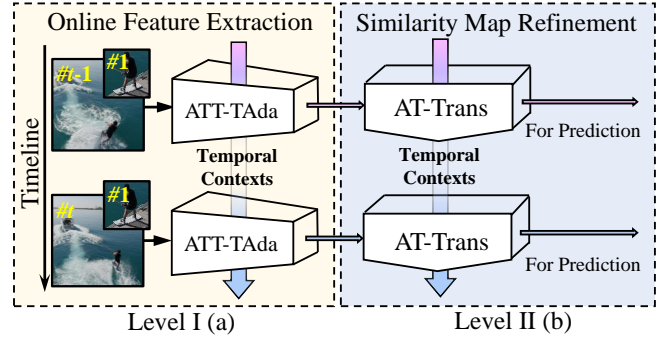 Online Feature Extraction
Similarity Map Refinement
Timeline
#t-1
#1
ATT-TAda
AT-Trans
For Prediction
Temporal
Contexts
Temporal
Contexts
#t
#1
ATT-TAda
AT-Trans
For Prediction
Level I (a)
Level II (b)